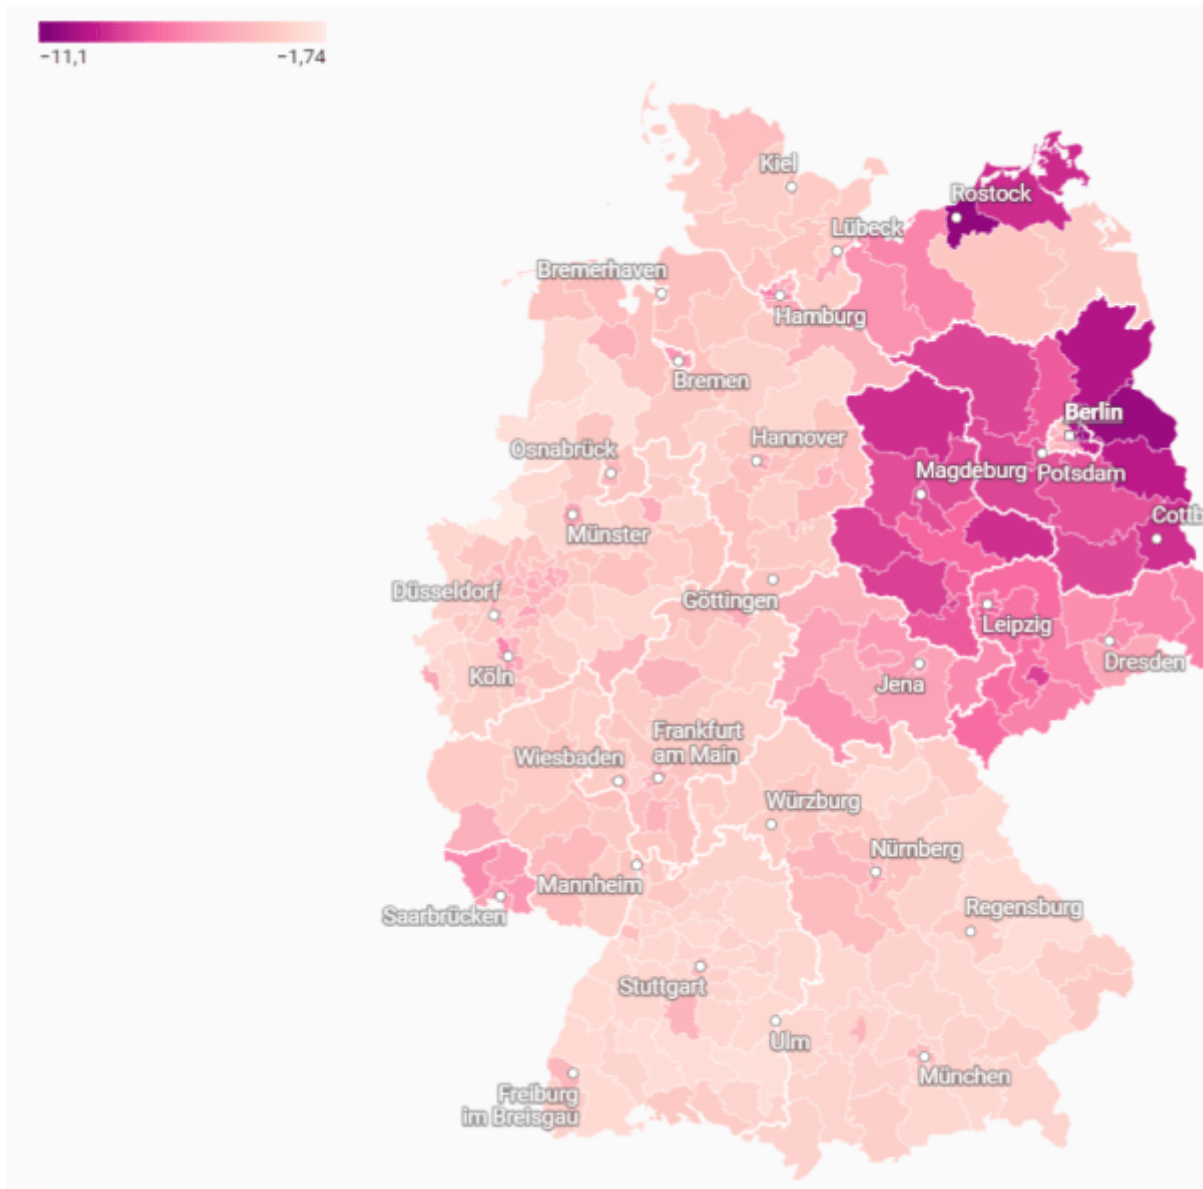 −11,1
−1,74
Kiel
Rostock
Lübeck
Bremerhaven
Hamburg
Bremen
Berlin
Hannover
Osnabrück
Magdeburg
Potsdam
Cottb
Münster
Düsseldorf
Göttingen
Leipzig
Dresden
Köln
Jena
Frankfurt
am Main
Wiesbaden
Würzburg
Nürnberg
Mannheim
Saarbrücken
Regensburg
Stuttgart
Ulm
München
Freiburg
im Breisgau